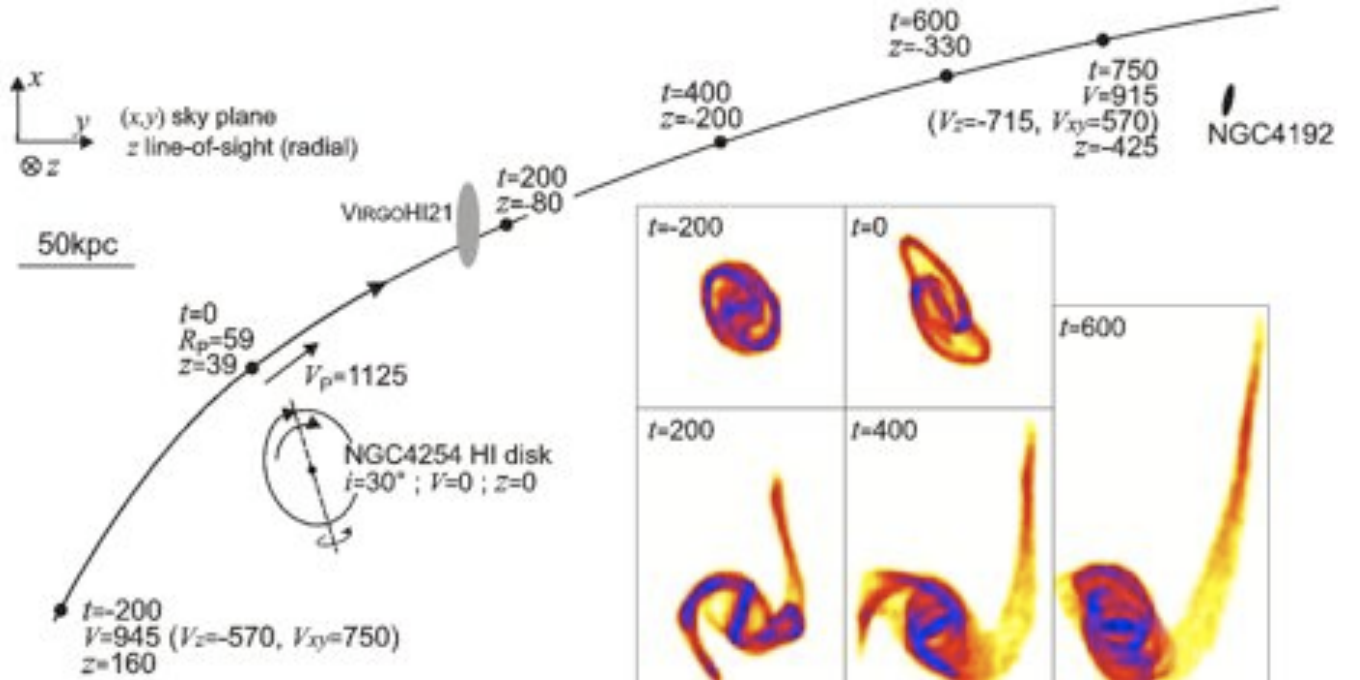 x
y
⊗z
(x,y) sky plane
z line-of-sight (radial)
50kpc
VIRGOHI21
t=0
Rp=59
z=39
Vp=1125
NGC4254 HI disk
i=30° ; V=0 ; z=0
t=-200
V=945 (Vz=-570, Vxy=750)
z=160
t=200
z=-80
t=400
z=-200
t=600
z=-330
t=750
V=915
(Vz=-715, Vxy=570)
z=-425
NGC4192
t=-200
t=0
t=200
t=400
t=600